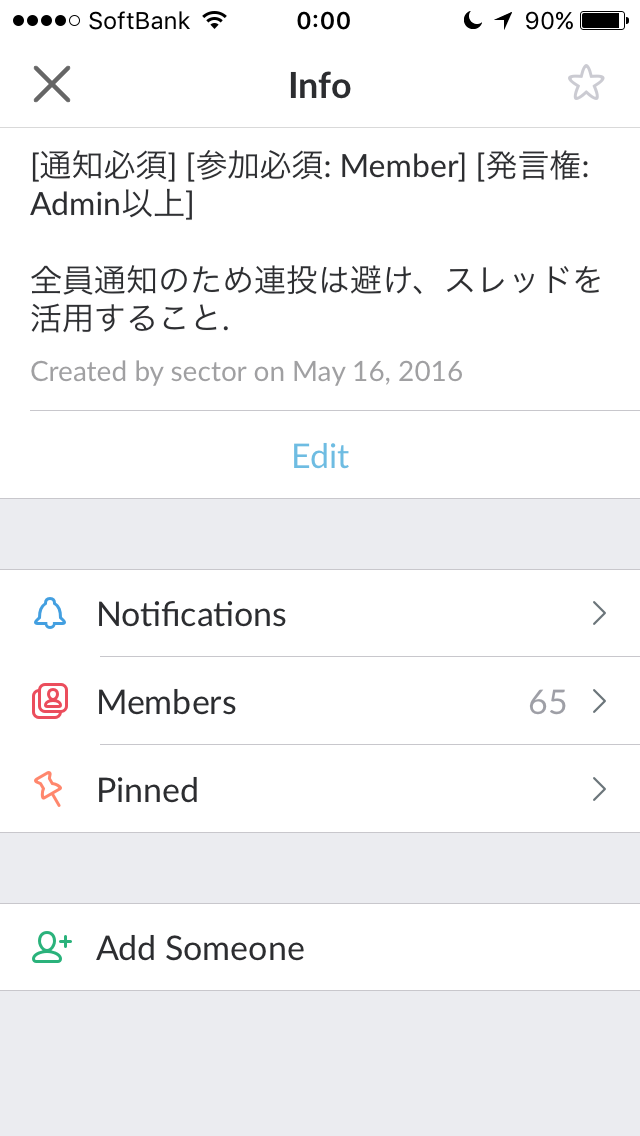 SoftBank 0:00 90%
Info
[通知必須] [参加必須: Member] [発言権:
Admin以上]
全員通知のため連投は避け、スレッドを
活用すること.
Created by sector on May 16, 2016
Edit
Notifications
Members 65
Pinned
Add Someone